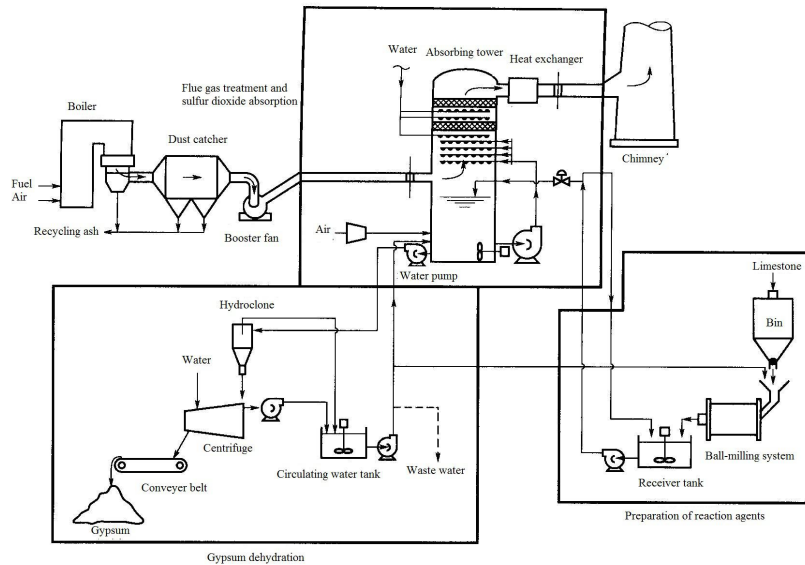 Water
Absorbing tower
Heat exchanger
Flue gas treatment and
sulfur dioxide absorption
Boiler
Dust catcher
Chimney
Fuel
Air
Recycling ash
Booster fan
Air
Water pump
Limestone
Hydroclone
Bin
Water
Centrifuge
Circulating water tank
Waste water
Ball-milling system
Conveyer belt
Receiver tank
Gypsum
Preparation of reaction agents
Gypsum dehydration